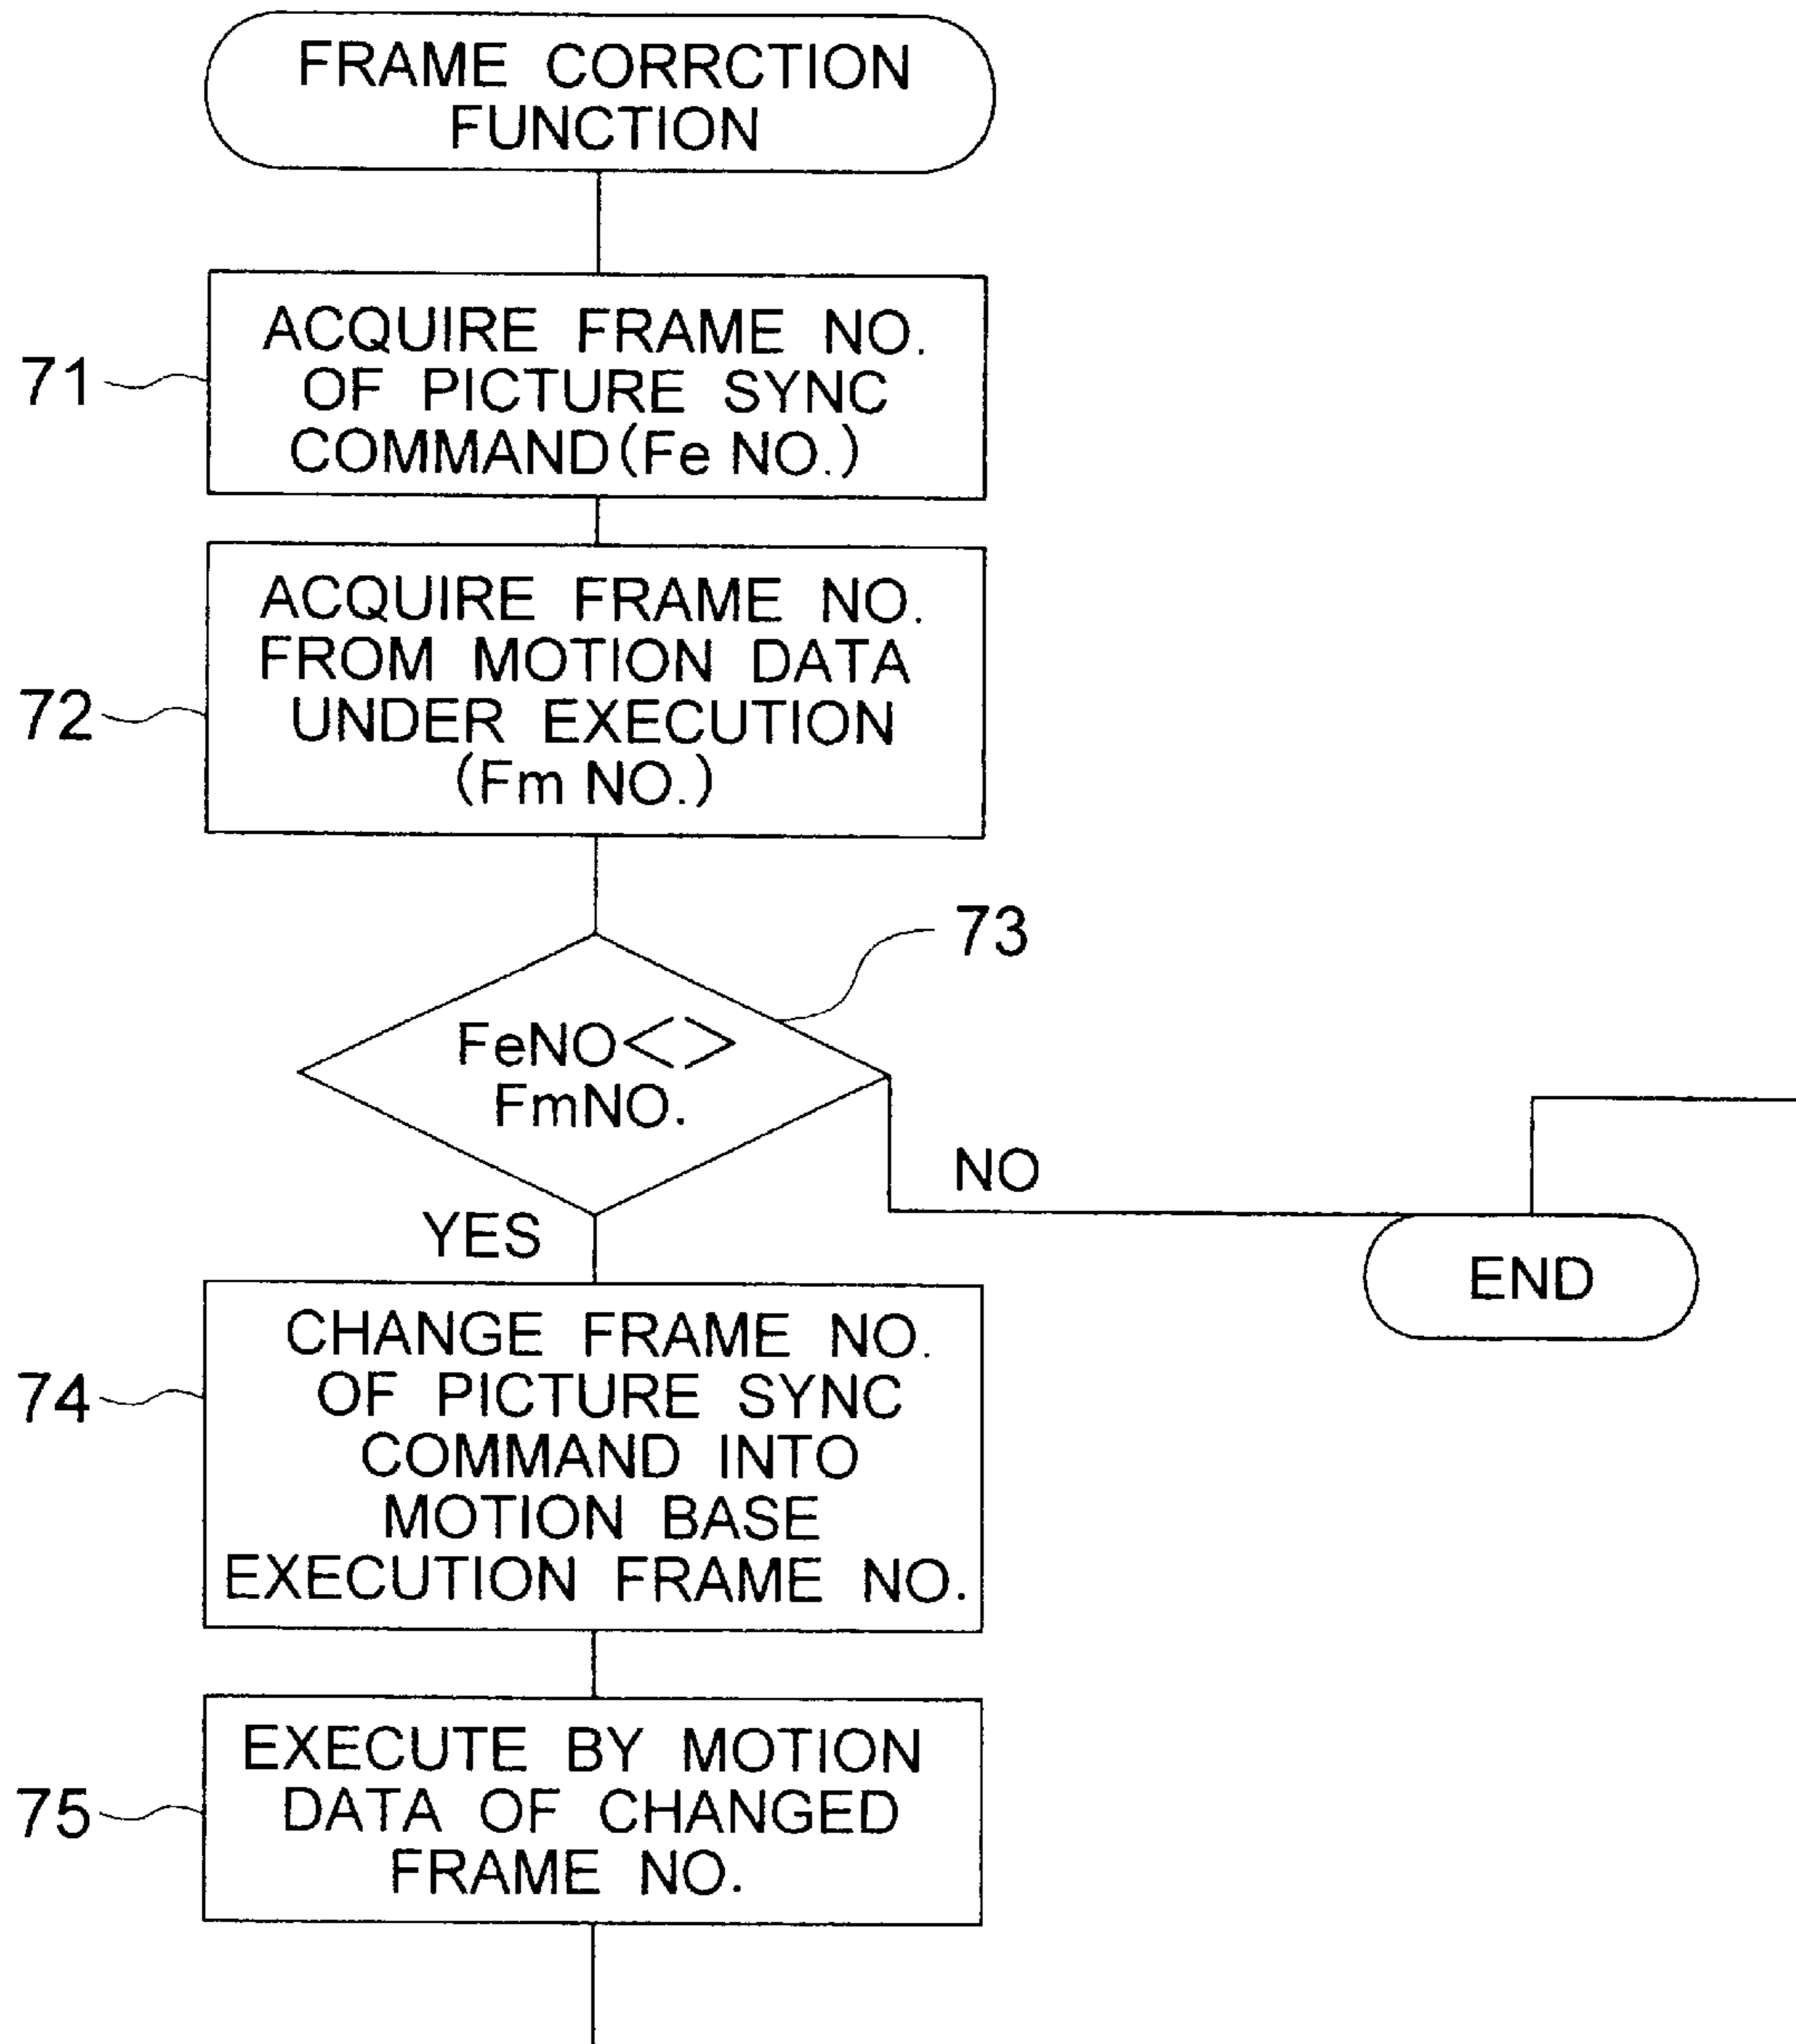 FRAME CORRCTION
FUNCTION
71
ACQUIRE FRAME NO.
OF PICTURE SYNC
COMMAND(Fe NO.)
72
ACQUIRE FRAME NO.
FROM MOTION DATA
UNDER EXECUTION
(Fm NO.)
73
FeNO<>
FmNO.
NO
YES
END
74
CHANGE FRAME NO.
OF PICTURE SYNC
COMMAND INTO
MOTION BASE
EXECUTION FRAME NO.
75
EXECUTE BY MOTION
DATA OF CHANGED
FRAME NO.